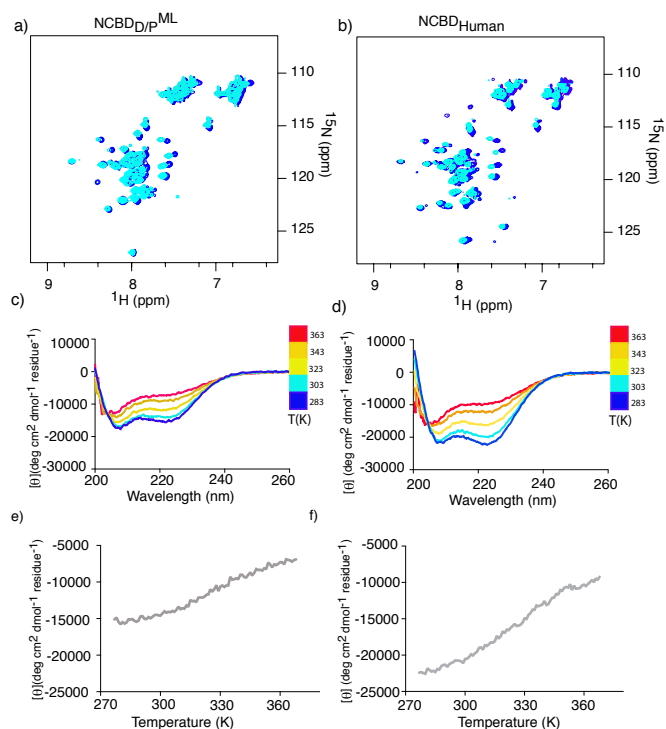 a) NCBD D/P ML
b) NCBD Human
110
115
120
125
15N (ppm)
9 8 7
1H (ppm)
110
115
120
125
15N (ppm)
9 8 7
1H (ppm)
c)
[θ](deg cm2 dmol-1 residue-1)
10000
0
-10000
-20000
-30000
200 220 240 260
Wavelength (nm)
363
343
323
303
283
T(K)
d)
[θ] (deg cm2 dmol-1 residue-1)
10000
0
-10000
-20000
-30000
200 220 240 260
Wavelength (nm)
363
343
323
303
283
T(K)
e)
[θ](deg cm2 dmol-1 residue-1)
-5000
-10000
-15000
-20000
-25000
270 300 330 360
Temperature (K)
f)
[θ] (deg cm2 dmol-1 residue-1)
-5000
-10000
-15000
-20000
-25000
270 300 330 360
Temperature (K)